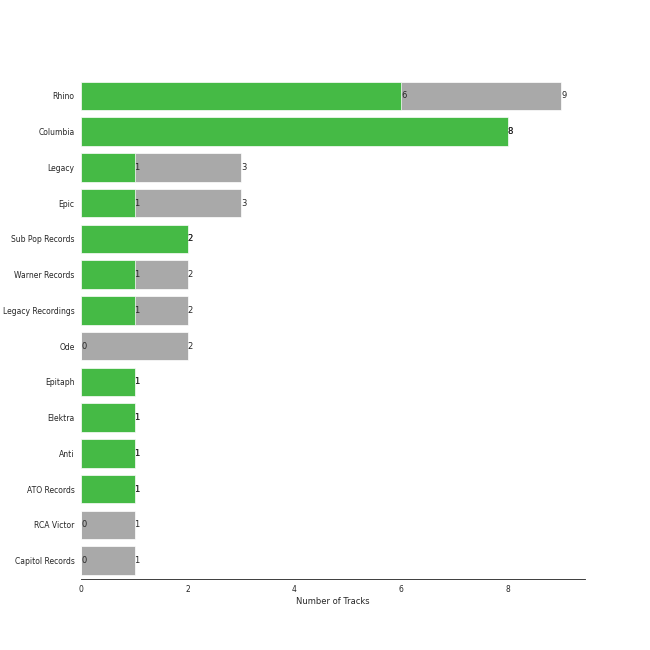 Rhino 6 9
Columbia 8
Legacy 1 3
Epic 1 3
Sub Pop Records 2
Warner Records 1 2
Legacy Recordings 1 2
Ode 0 2
Epitaph 1
Elektra 1
Anti 1
ATO Records 1
RCA Victor 0 1
Capitol Records 0 1
0 2 4 6 8
Number of Tracks